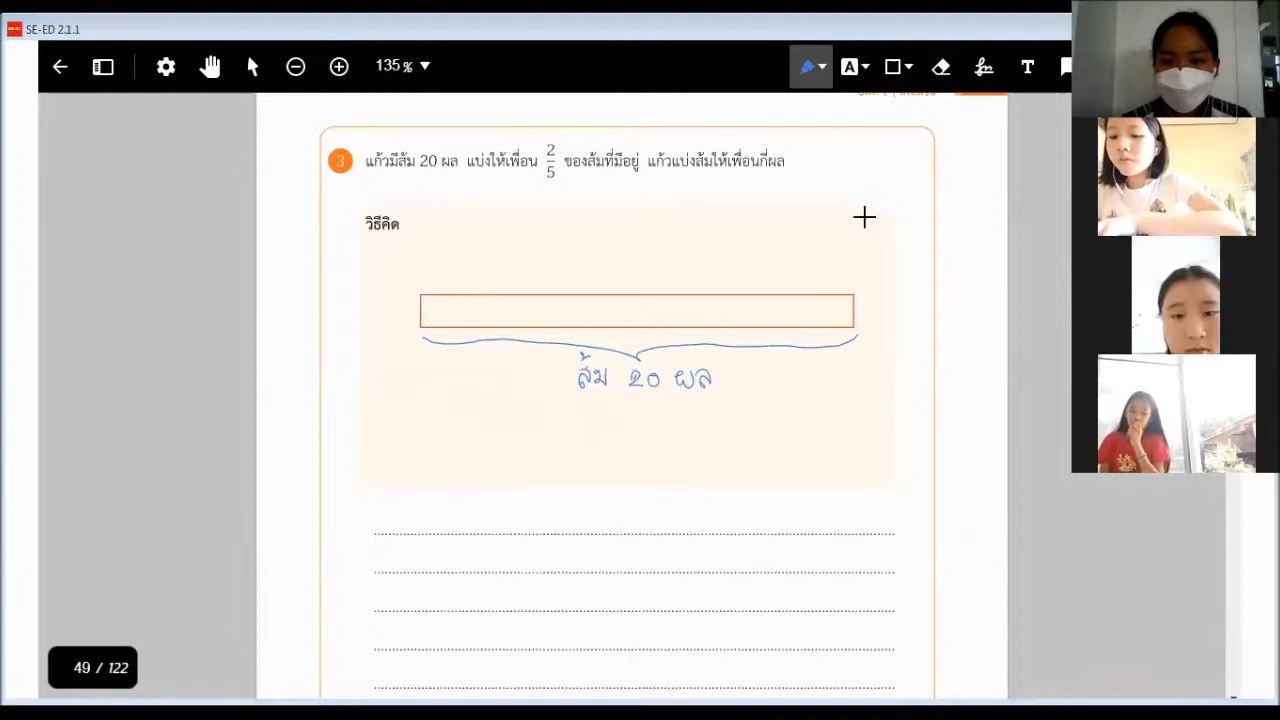 SE-ED 2.1.1
135 %
A
T
3 แก้วมีส้ม 20 ผล แบ่งให้เพื่อน 2/5 ของส้มที่มีอยู่ แก้วแบ่งส้มให้เพื่อนกี่ผล
วิธีคิด
ส้ม 20 ผล
49 / 122